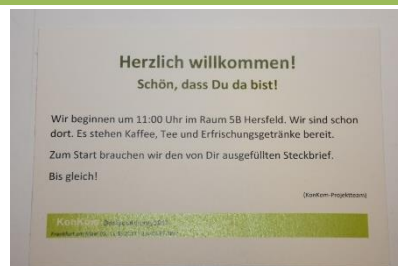 Herzlich willkommen!
Schön, dass Du da bist!
Wir beginnen um 11:00 Uhr im Raum 5B Hersfeld. Wir sind schon
dort. Es stehen Kaffee, Tee und Erfrischungsgetränke bereit.
Zum Start brauchen wir den von Dir ausgefüllten Steckbrief.
Bis gleich!
(KonKom-Projektteam)
KonKom